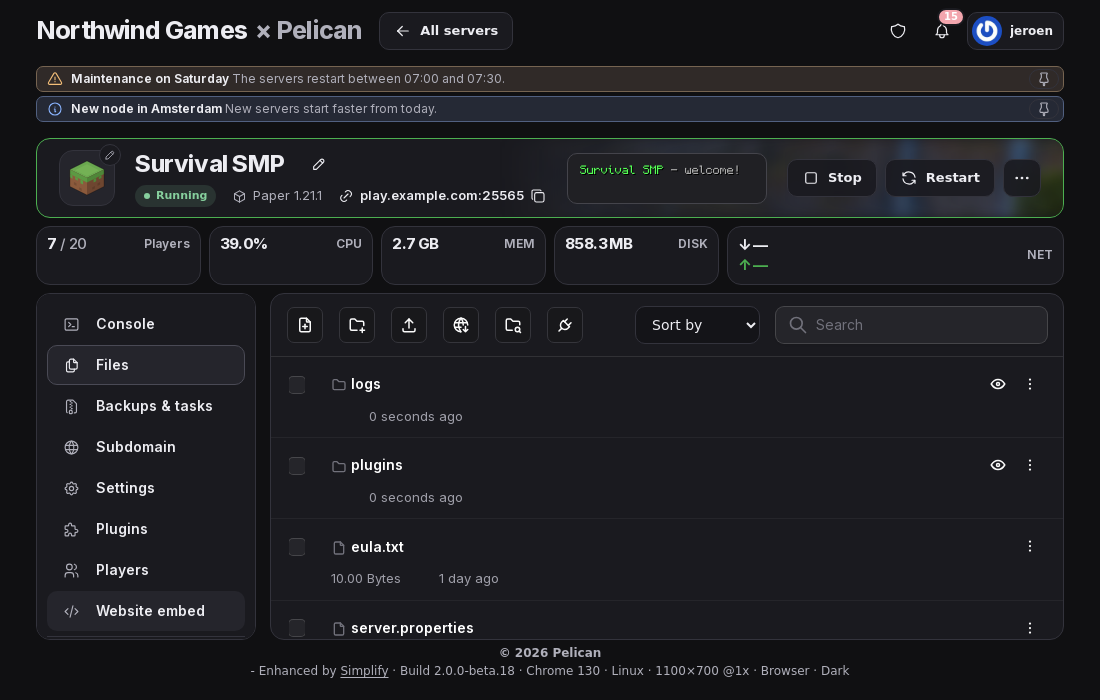 Northwind Games × Pelican
All servers
15
jeroen
Maintenance on Saturday The servers restart between 07:00 and 07:30.
New node in Amsterdam New servers start faster from today.
Survival SMP
Running
Paper 1.21.1
play.example.com:25565
Survival SMP — welcome!
Stop
Restart
7 / 20 Players
39.0% CPU
2.7 GB MEM
858.3 MB DISK
↓—
↑—
NET
Console
Files
Backups & tasks
Subdomain
Settings
Plugins
Players
Website embed
Sort by
Search
logs
0 seconds ago
plugins
0 seconds ago
eula.txt
10.00 Bytes 1 day ago
server.properties
© 2026 Pelican
- Enhanced by Simplify · Build 2.0.0-beta.18 · Chrome 130 · Linux · 1100×700 @1x · Browser · Dark